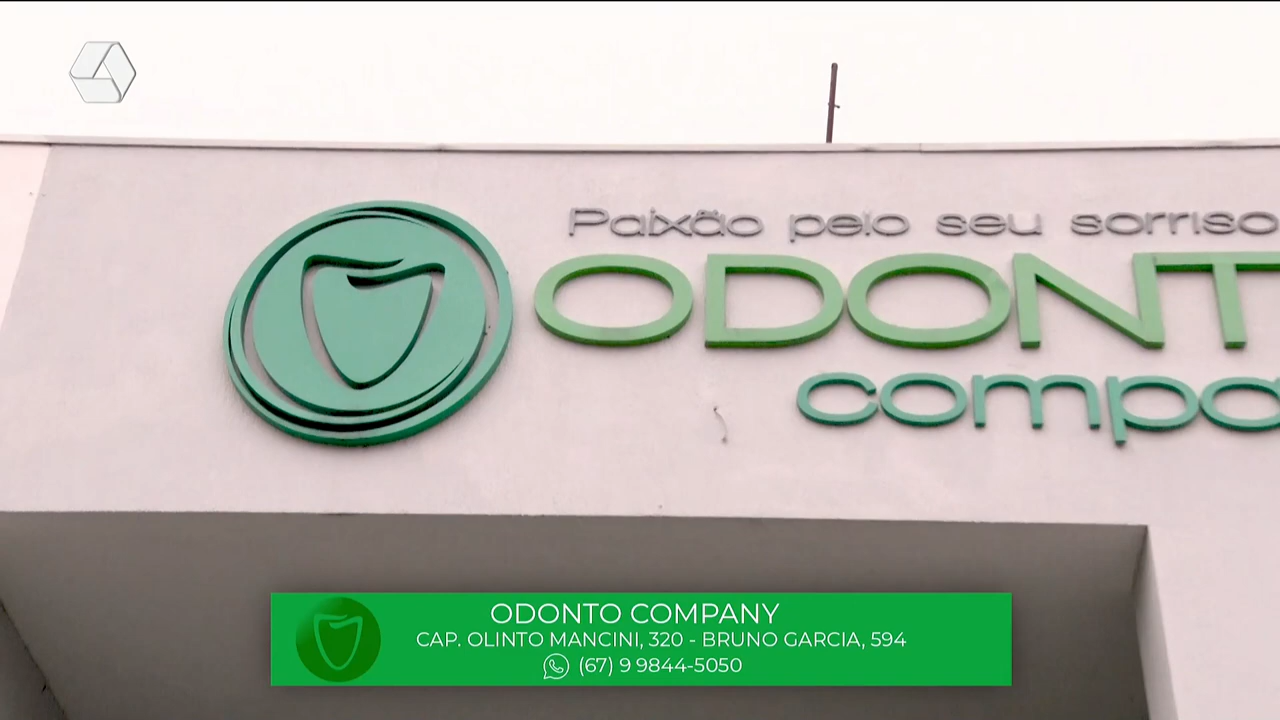 Paixão pelo seu sorriso
ODONT
compa
ODONTO COMPANY
CAP. OLINTO MANCINI, 320 - BRUNO GARCIA, 594
(67) 9 9844-5050